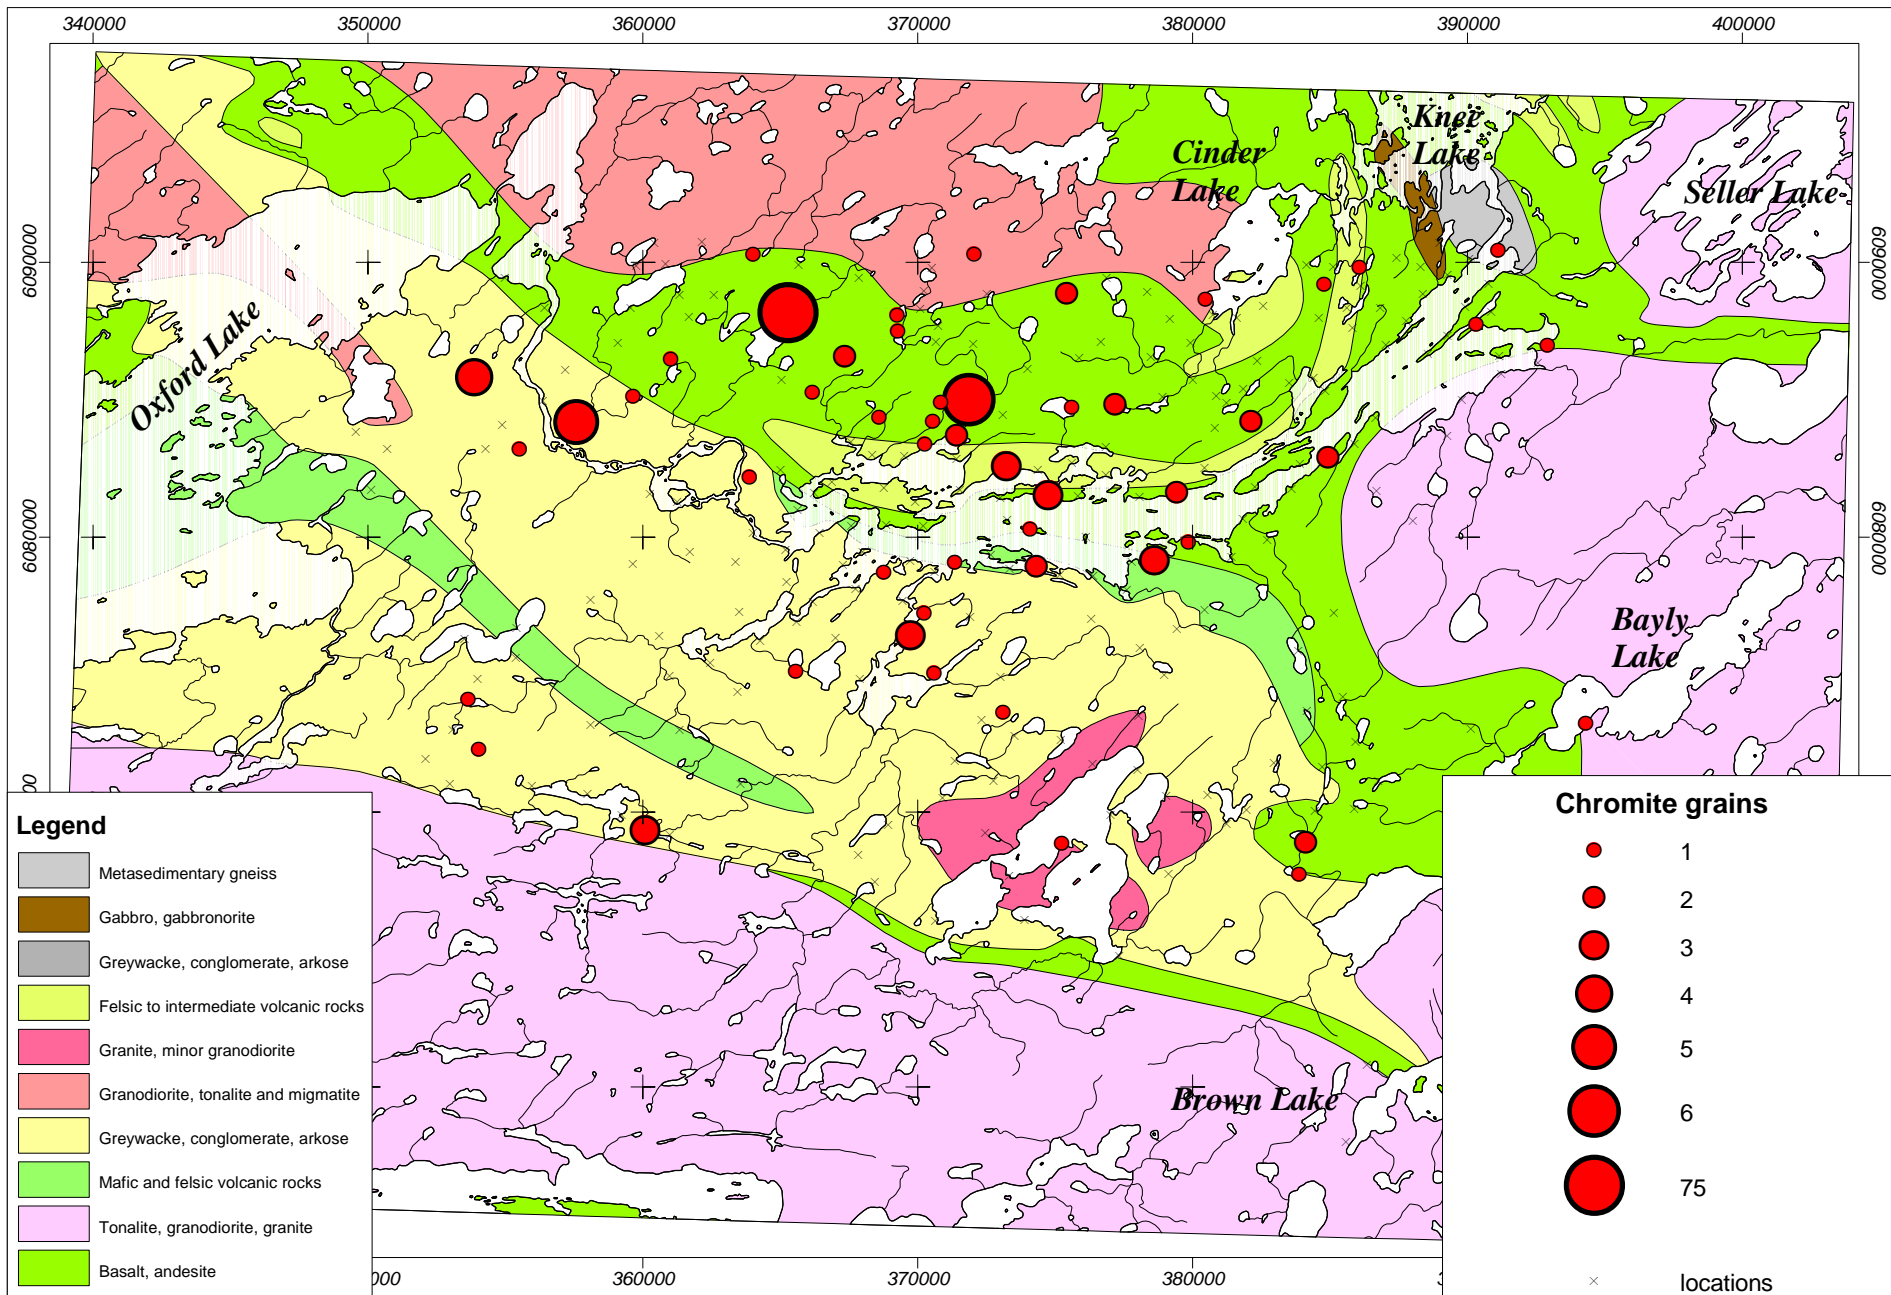 340000 350000 360000 370000 380000 390000 400000
Knee
Lake
Cinder
Lake
Seller Lake
6090000
6090000
Oxford Lake
6080000
6080000
Bayly
Lake
Brown Lake
00
Legend
Metasedimentary gneiss
Gabbro, gabbronorite
Greywacke, conglomerate, arkose
Felsic to intermediate volcanic rocks
Granite, minor granodiorite
Granodiorite, tonalite and migmatite
Greywacke, conglomerate, arkose
Mafic and felsic volcanic rocks
Tonalite, granodiorite, granite
Basalt, andesite
Chromite grains
1
2
3
4
5
6
75
locations
360000 370000 380000